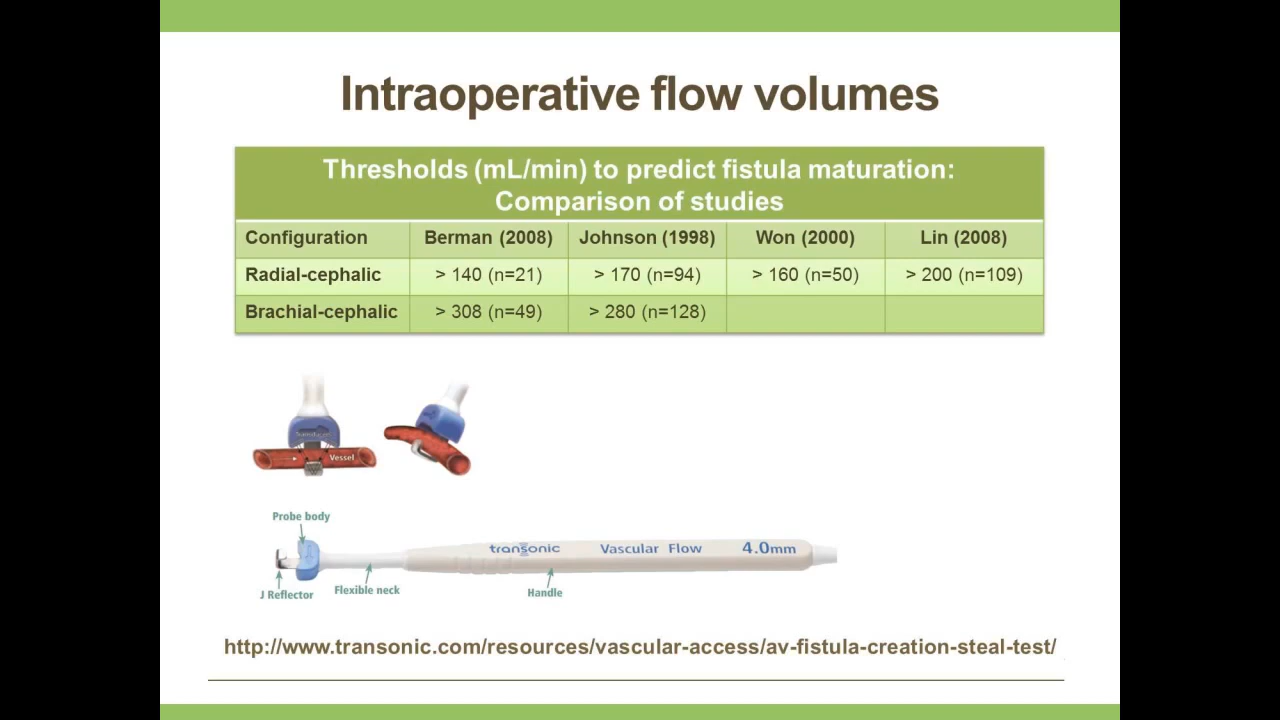 Intraoperative flow volumes
Thresholds (mL/min) to predict fistula maturation:
Comparison of studies
Configuration Berman (2008) Johnson (1998) Won (2000) Lin (2008)
Radial-cephalic > 140 (n=21) > 170 (n=94) > 160 (n=50) > 200 (n=109)
Brachial-cephalic > 308 (n=49) > 280 (n=128)
Vessel
Probe body
transonic Vascular Flow 4.0mm
J Reflector
Flexible neck
Handle
http://www.transonic.com/resources/vascular-access/av-fistula-creation-steal-test/